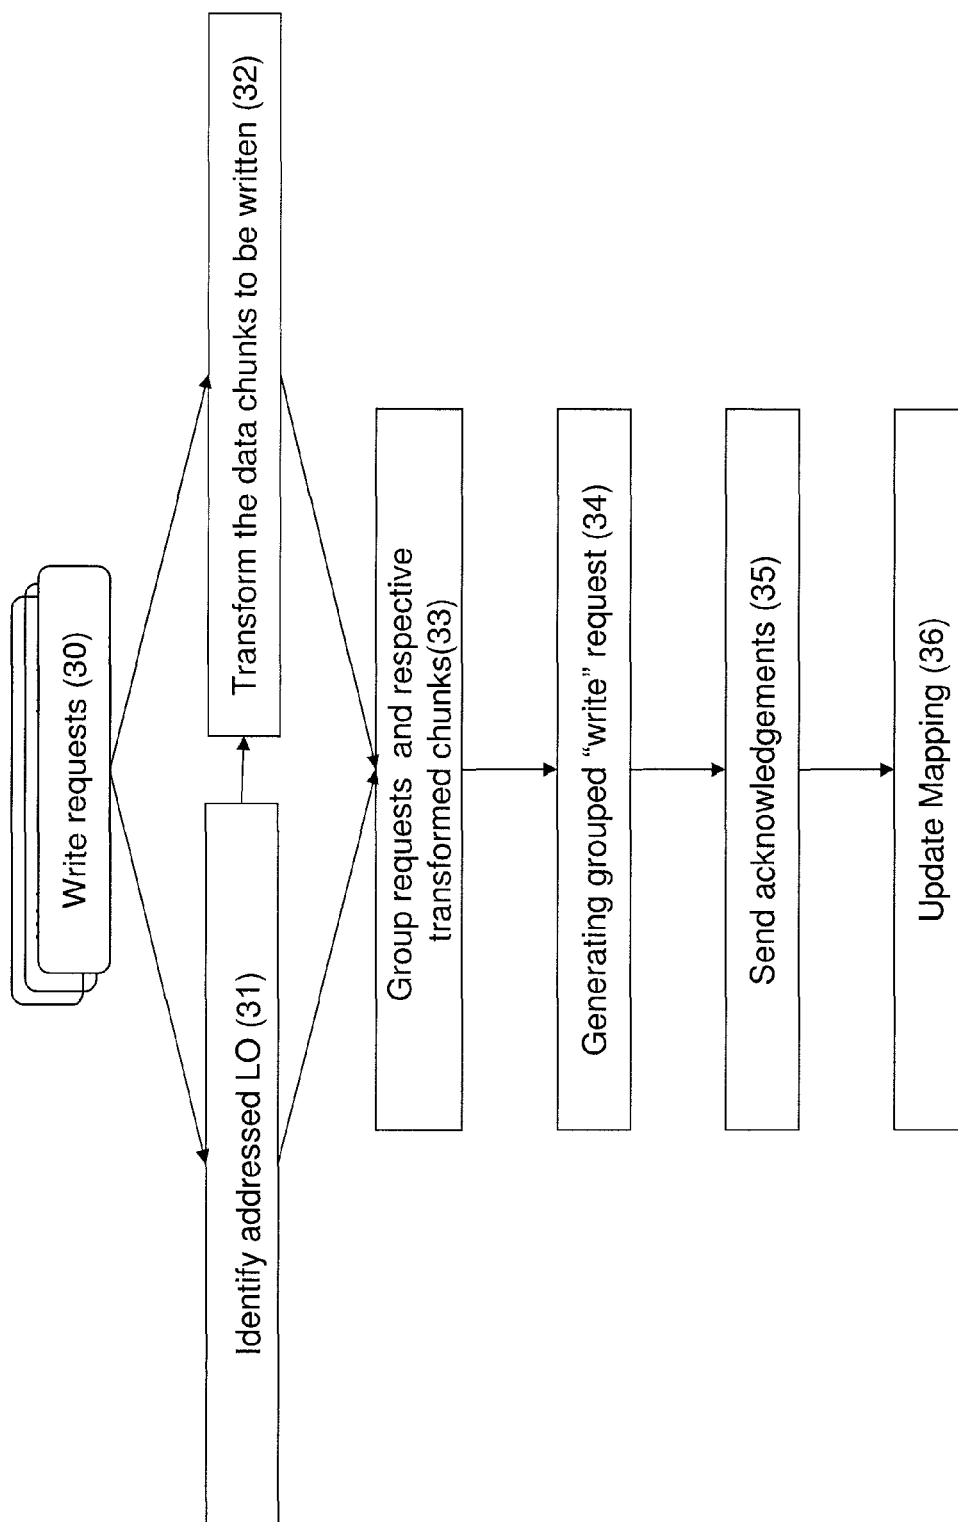 Write requests (30)
Identify addressed LO (31)
Transform the data chunks to be written (32)
Group requests and respective
transformed chunks(33)
Generating grouped “write” request (34)
Send acknowledgements (35)
Update Mapping (36)